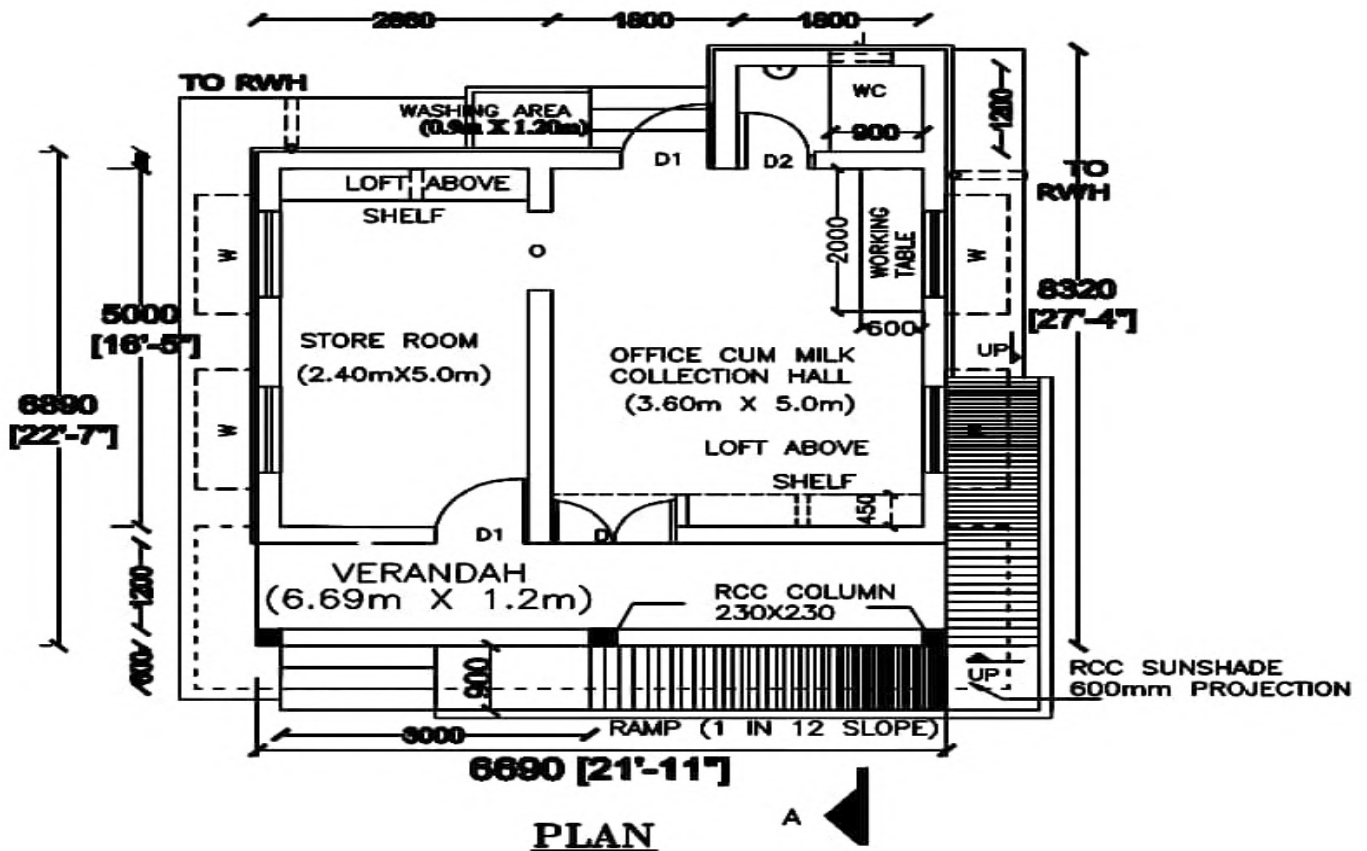 2860
1800
1800
TO RWH
WASHING AREA
(0.9m X 1.20m)
WC
900
1200
D1
D2
TO
RWH
LOFT ABOVE
SHELF
W
W
O
2000
WORKING
TABLE
600
W
8320
[27'-4"]
5000
[16'-5"]
STORE ROOM
(2.40mX5.0m)
OFFICE CUM MILK
COLLECTION HALL
(3.60m X 5.0m)
UP
6890
[22'-7"]
LOFT ABOVE
SHELF
450
W
D1
D
VERANDAH
(6.69m X 1.2m)
RCC COLUMN
230X230
1200
600
900
UP
RCC SUNSHADE
600mm PROJECTION
RAMP (1 IN 12 SLOPE)
3000
6690 [21'-11"]
A
PLAN